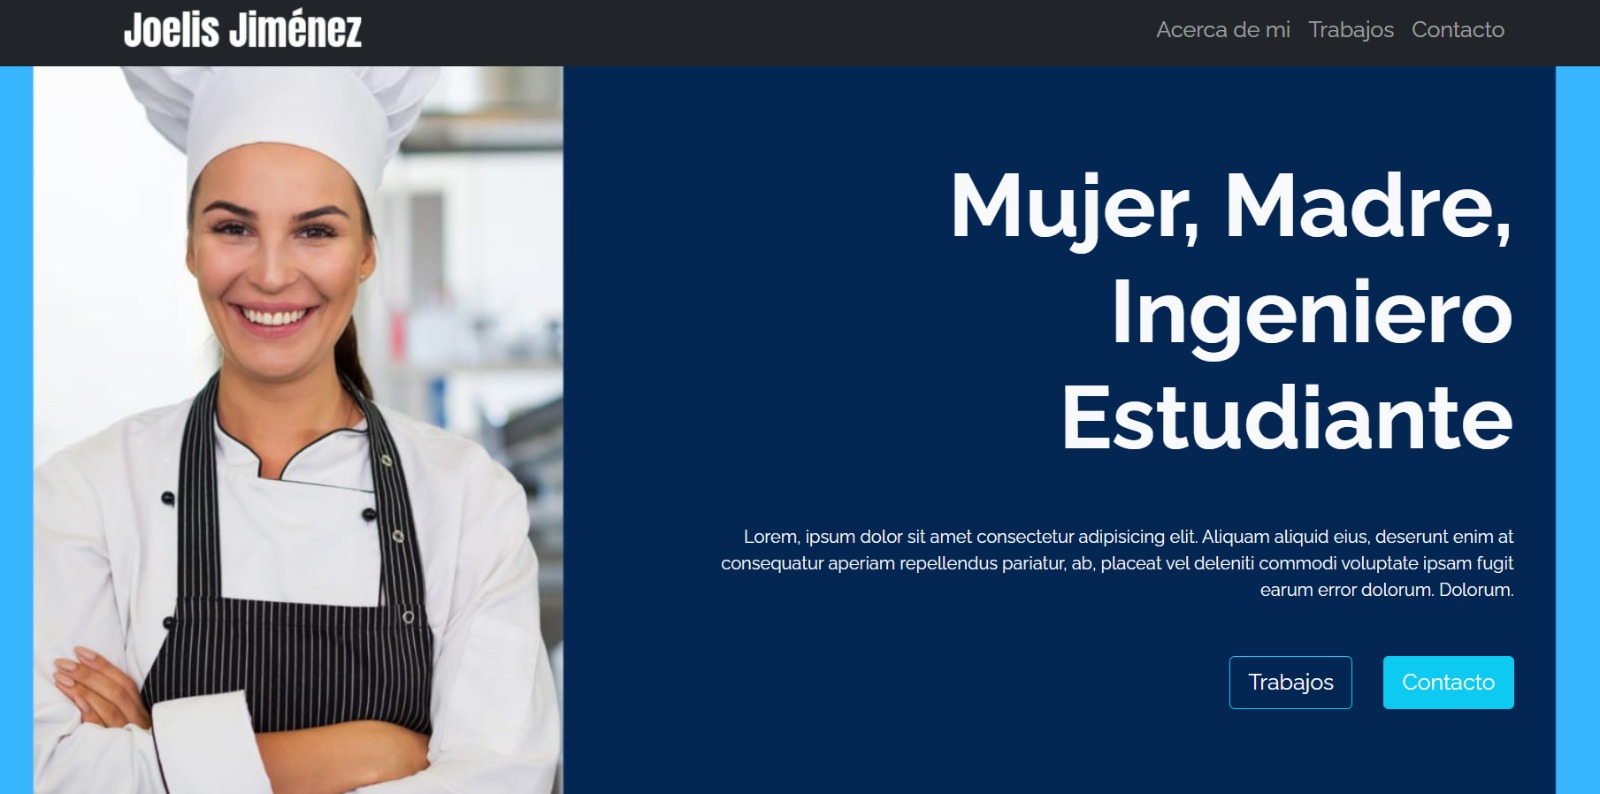 Joelis Jiménez
Acerca de mi Trabajos Contacto
Mujer, Madre,
Ingeniero
Estudiante
Lorem, ipsum dolor sit amet consectetur adipisicing elit. Aliquam aliquid eius, deserunt enim at
consequatur aperiam repellendus pariatur, ab, placeat vel deleniti commodi voluptate ipsam fugit
earum error dolorum. Dolorum.
Trabajos Contacto